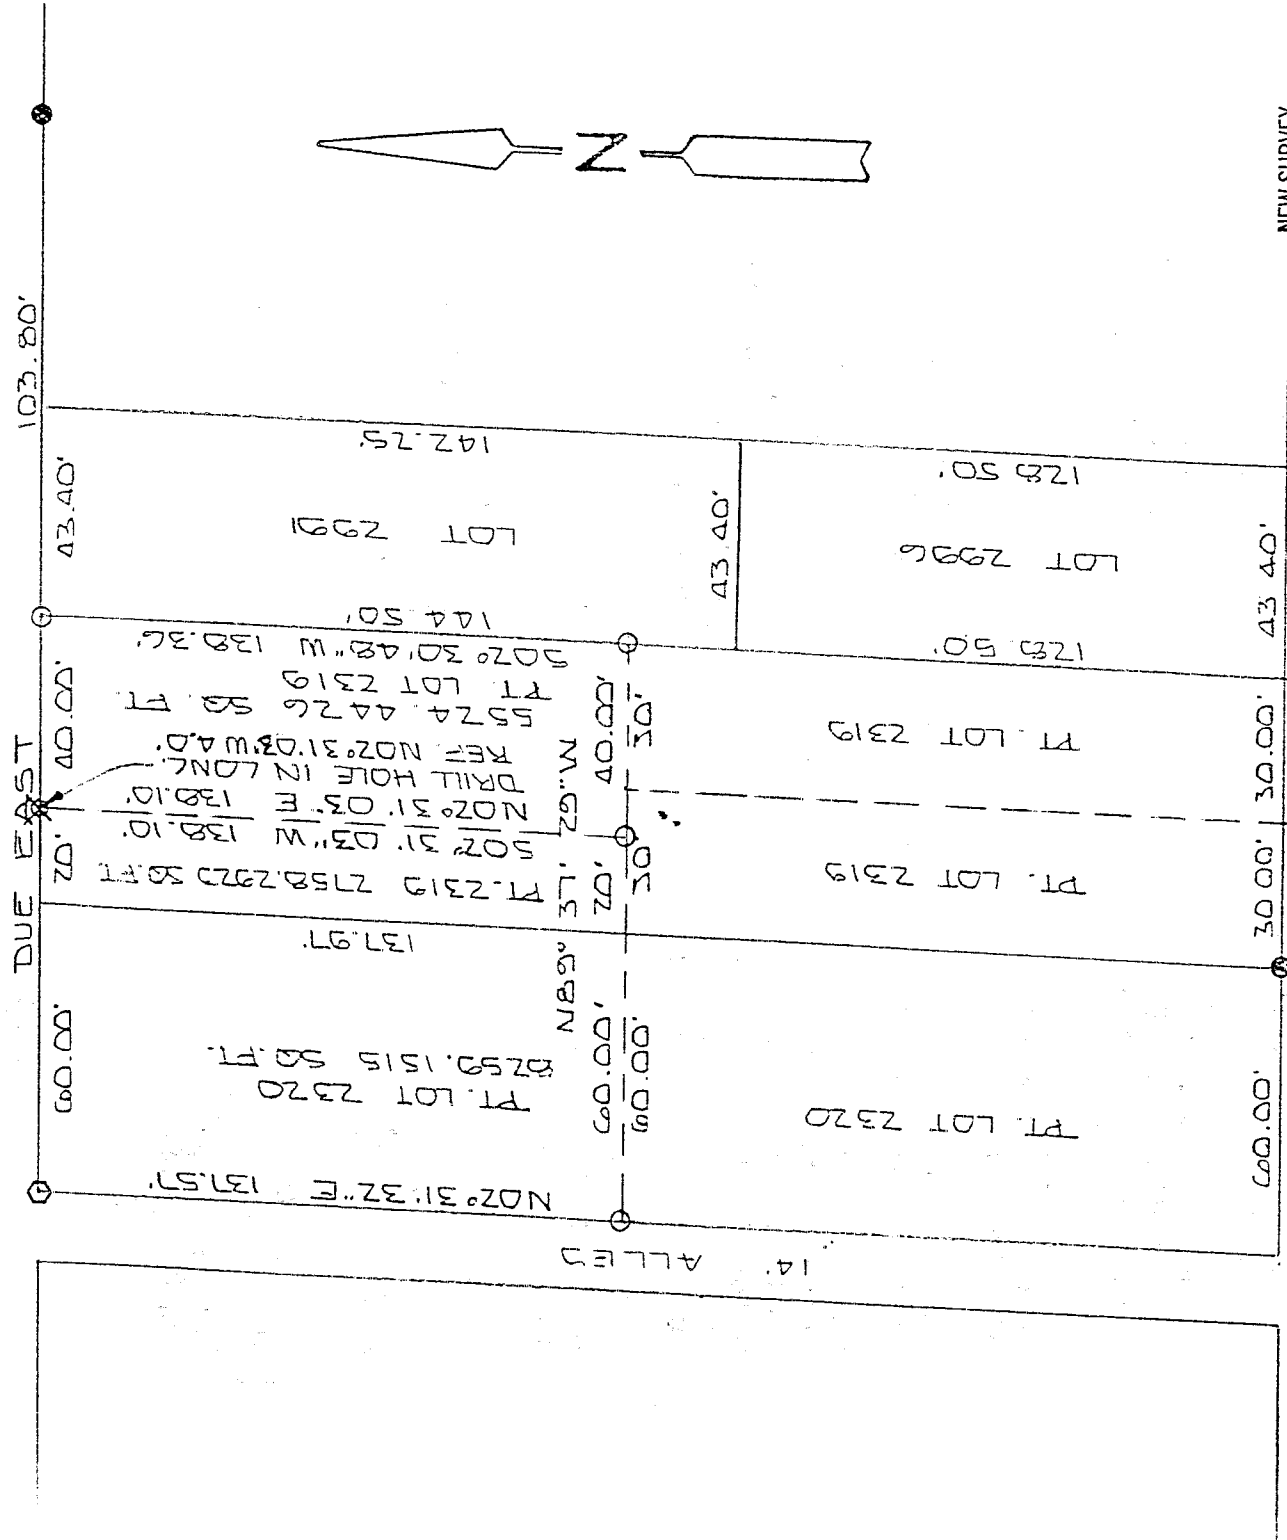 DUE EAST 103.80'
60.00'
20.'
40.00'
43.40'
N
N02° 31' 32" E 137.57'
PT. LOT 2320
8259.1515 SQ. FT.
137.97'
PT. 2319 2758.2929 SQ. FT.
S02° 31' 03" W 138.10'
N02° 31' 03" E 138.10'
DRILL HOLE IN CONC.
REF. N02° 31' 03" W 4.0'
5524.4426 SQ. FT.
PT. LOT 2319
S02° 30' 48" W 138.36'
144.50'
LOT 2991
142.25'
N89° 37' 29" W
60.00'
20.'
40.00'
60.00'
30
30'
43.40'
14' ALLEY
PT. LOT 2320
PT. LOT 2319
PT. LOT 2319
128.50'
LOT 2996
128.50'
60.00'
30.00'
30.00'
43.40'
NEW SURVEY